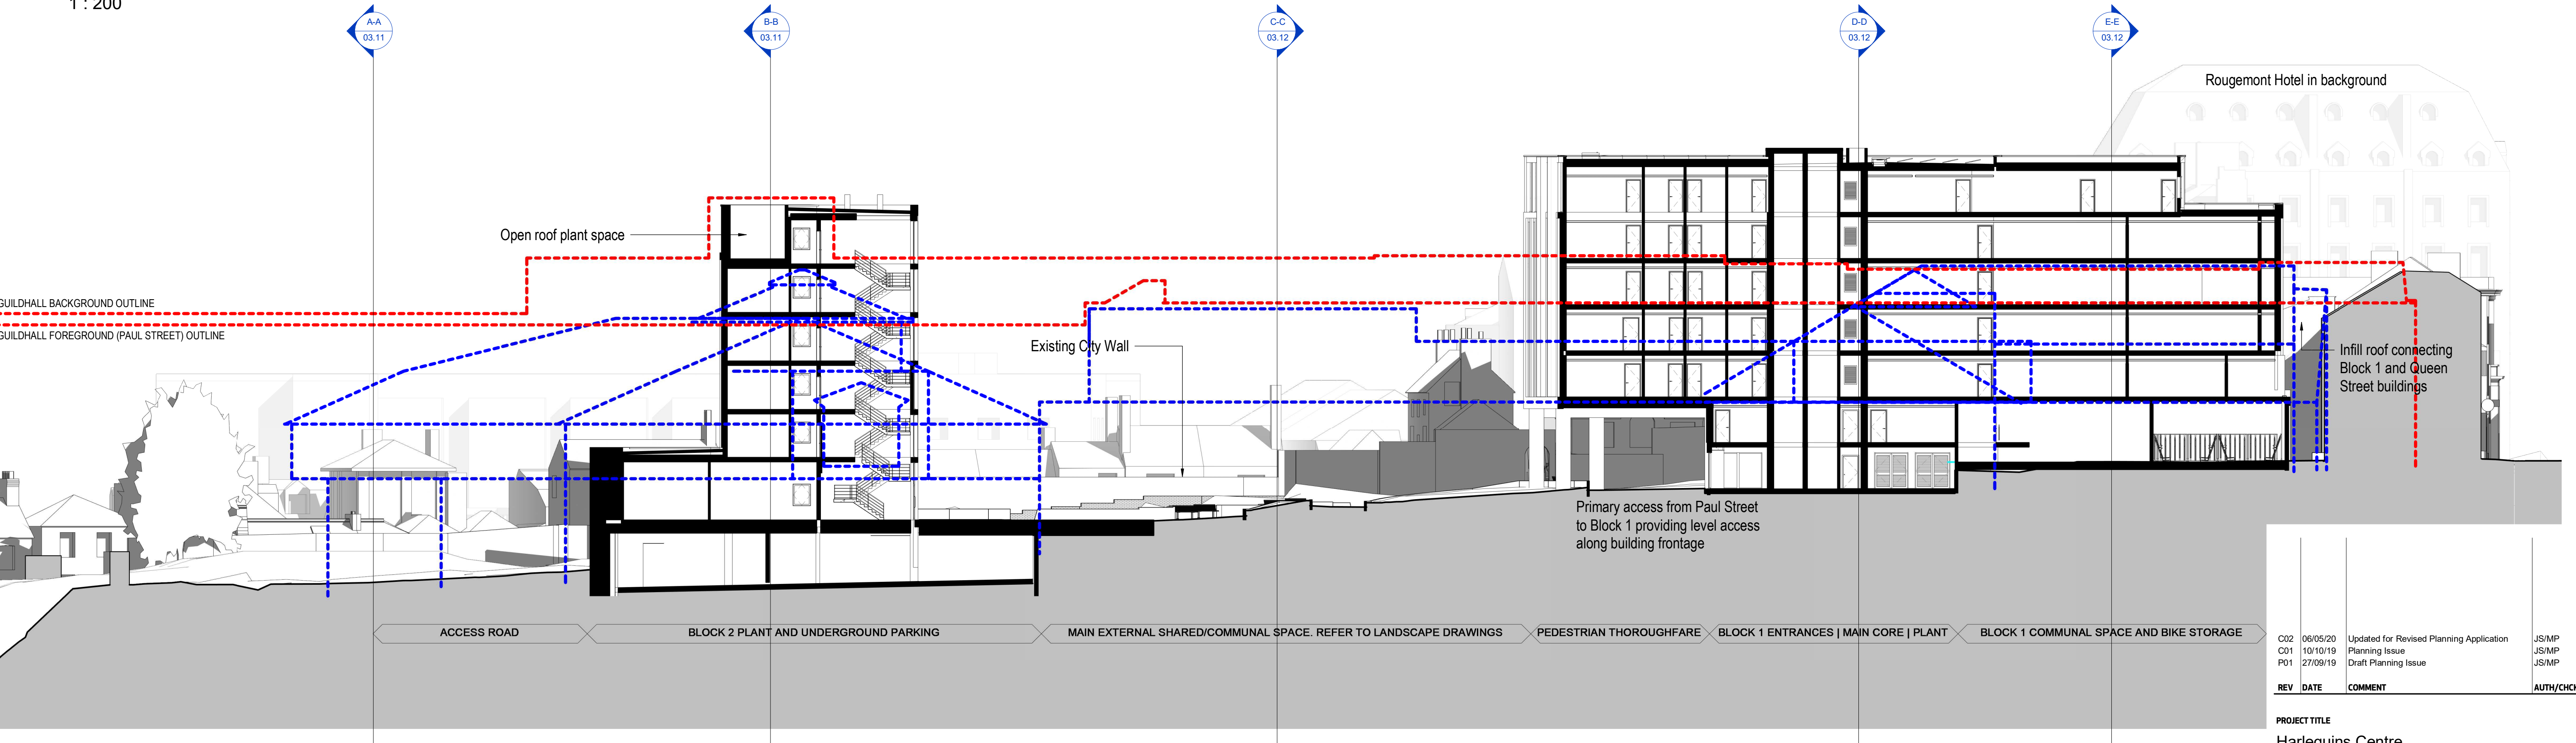 1 : 200
A-A
03.11
B-B
03.11
C-C
03.12
D-D
03.12
E-E
03.12
Rougemont Hotel in background
Open roof plant space
GUILDHALL BACKGROUND OUTLINE
GUILDHALL FOREGROUND (PAUL STREET) OUTLINE
Existing City Wall
Infill roof connecting
Block 1 and Queen
Street buildings
Primary access from Paul Street
to Block 1 providing level access
along building frontage
ACCESS ROAD
BLOCK 2 PLANT AND UNDERGROUND PARKING
MAIN EXTERNAL SHARED/COMMUNAL SPACE. REFER TO LANDSCAPE DRAWINGS
PEDESTRIAN THOROUGHFARE
BLOCK 1 ENTRANCES | MAIN CORE | PLANT
BLOCK 1 COMMUNAL SPACE AND BIKE STORAGE
C02 06/05/20 Updated for Revised Planning Application JS/MP
C01 10/10/19 Planning Issue JS/MP
P01 27/09/19 Draft Planning Issue JS/MP
REV DATE COMMENT AUTH/CHCK
PROJECT TITLE
Harlequins Centre